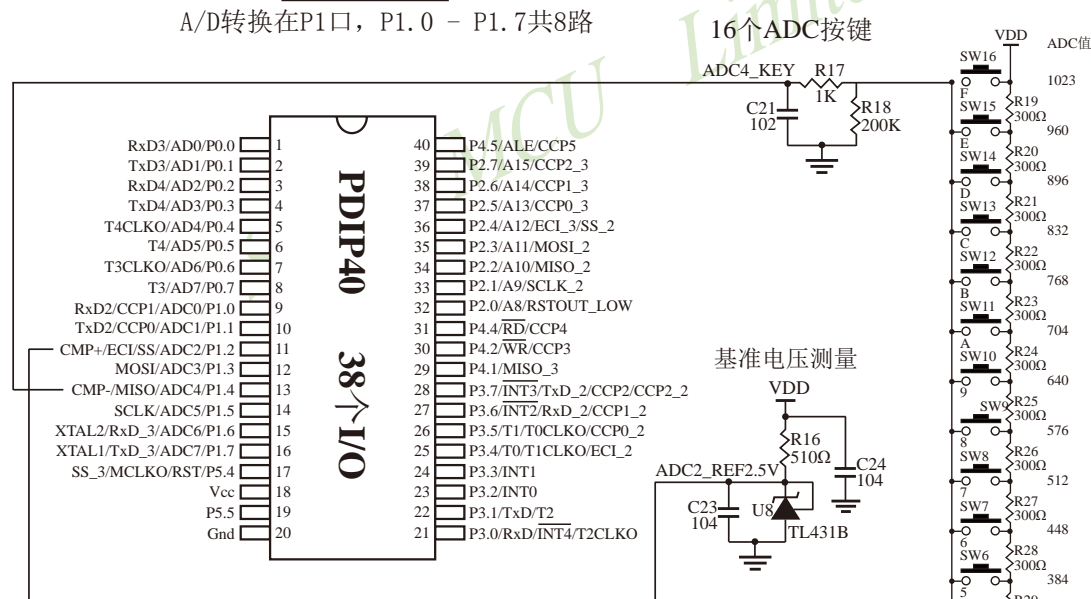 A/D转换在P1口，P1.0 - P1.7共8路
16个ADC按键
VDD
ADC值
ADC4_KEY
R17
1K
C21
102
R18
200K
SW16
F
1023
R19
300Ω
SW15
E
960
R20
300Ω
SW14
D
896
R21
300Ω
SW13
C
832
R22
300Ω
SW12
B
768
R23
300Ω
SW11
A
704
R24
300Ω
SW10
9
640
R25
300Ω
SW9
8
576
R26
300Ω
SW8
7
512
R27
300Ω
SW7
6
448
R28
300Ω
SW6
5
384
MCU
PDIP40 38个I/O
RxD3/AD0/P0.0 1
TxD3/AD1/P0.1 2
RxD4/AD2/P0.2 3
TxD4/AD3/P0.3 4
T4CLKO/AD4/P0.4 5
T4/AD5/P0.5 6
T3CLKO/AD6/P0.6 7
T3/AD7/P0.7 8
RxD2/CCP1/ADC0/P1.0 9
TxD2/CCP0/ADC1/P1.1 10
CMP+/ECI/SS/ADC2/P1.2 11
MOSI/ADC3/P1.3 12
CMP-/MISO/ADC4/P1.4 13
SCLK/ADC5/P1.5 14
XTAL2/RxD_3/ADC6/P1.6 15
XTAL1/TxD_3/ADC7/P1.7 16
SS_3/MCLKO/RST/P5.4 17
Vcc 18
P5.5 19
Gnd 20
40 P4.5/ALE/CCP5
39 P2.7/A15/CCP2_3
38 P2.6/A14/CCP1_3
37 P2.5/A13/CCP0_3
36 P2.4/A12/ECI_3/SS_2
35 P2.3/A11/MOSI_2
34 P2.2/A10/MISO_2
33 P2.1/A9/SCLK_2
32 P2.0/A8/RSTOUT_LOW
31 P4.4/RD/CCP4
30 P4.2/WR/CCP3
29 P4.1/MISO_3
28 P3.7/INT3/TxD_2/CCP2/CCP2_2
27 P3.6/INT2/RxD_2/CCP1_2
26 P3.5/T1/T0CLKO/CCP0_2
25 P3.4/T0/T1CLKO/ECI_2
24 P3.3/INT1
23 P3.2/INT0
22 P3.1/TxD/T2
21 P3.0/RxD/INT4/T2CLKO
基准电压测量
VDD
R16
510Ω
ADC2_REF2.5V
C24
104
C23
104
U8
TL431B